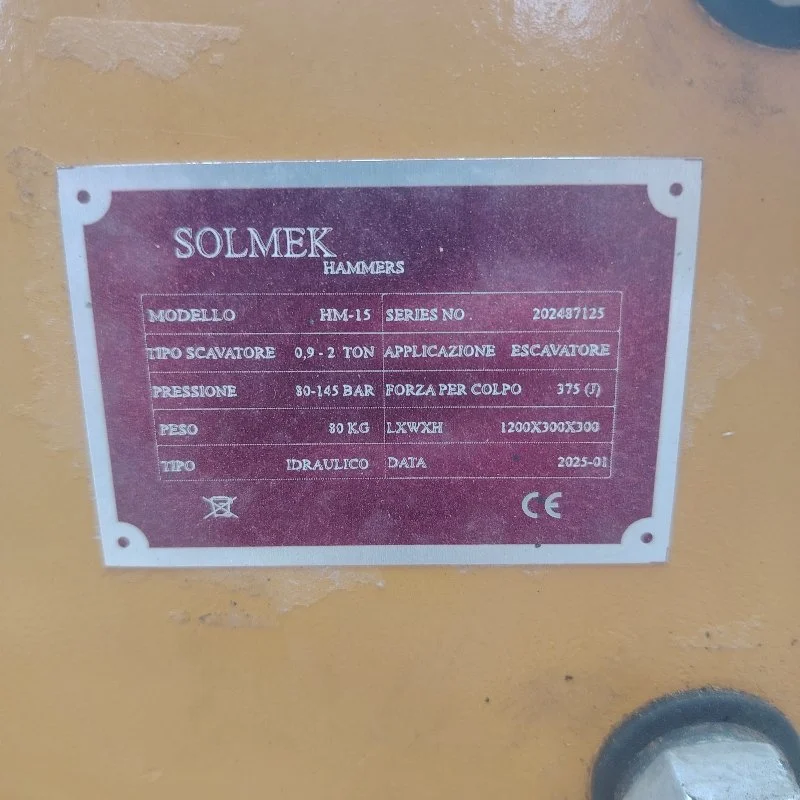 SOLMEK
HAMMERS
MODELLO HM-15 SERIES NO . 202487125
TIPO SCAVATORE 0,9 - 2 TON APPLICAZIONE ESCAVATORE
PRESSIONE 80-145 BAR FORZA PER COLPO 375 (J)
PESO 80 KG LXWXH 1200X300X300
TIPO IDRAULICO DATA 2025-01
CE